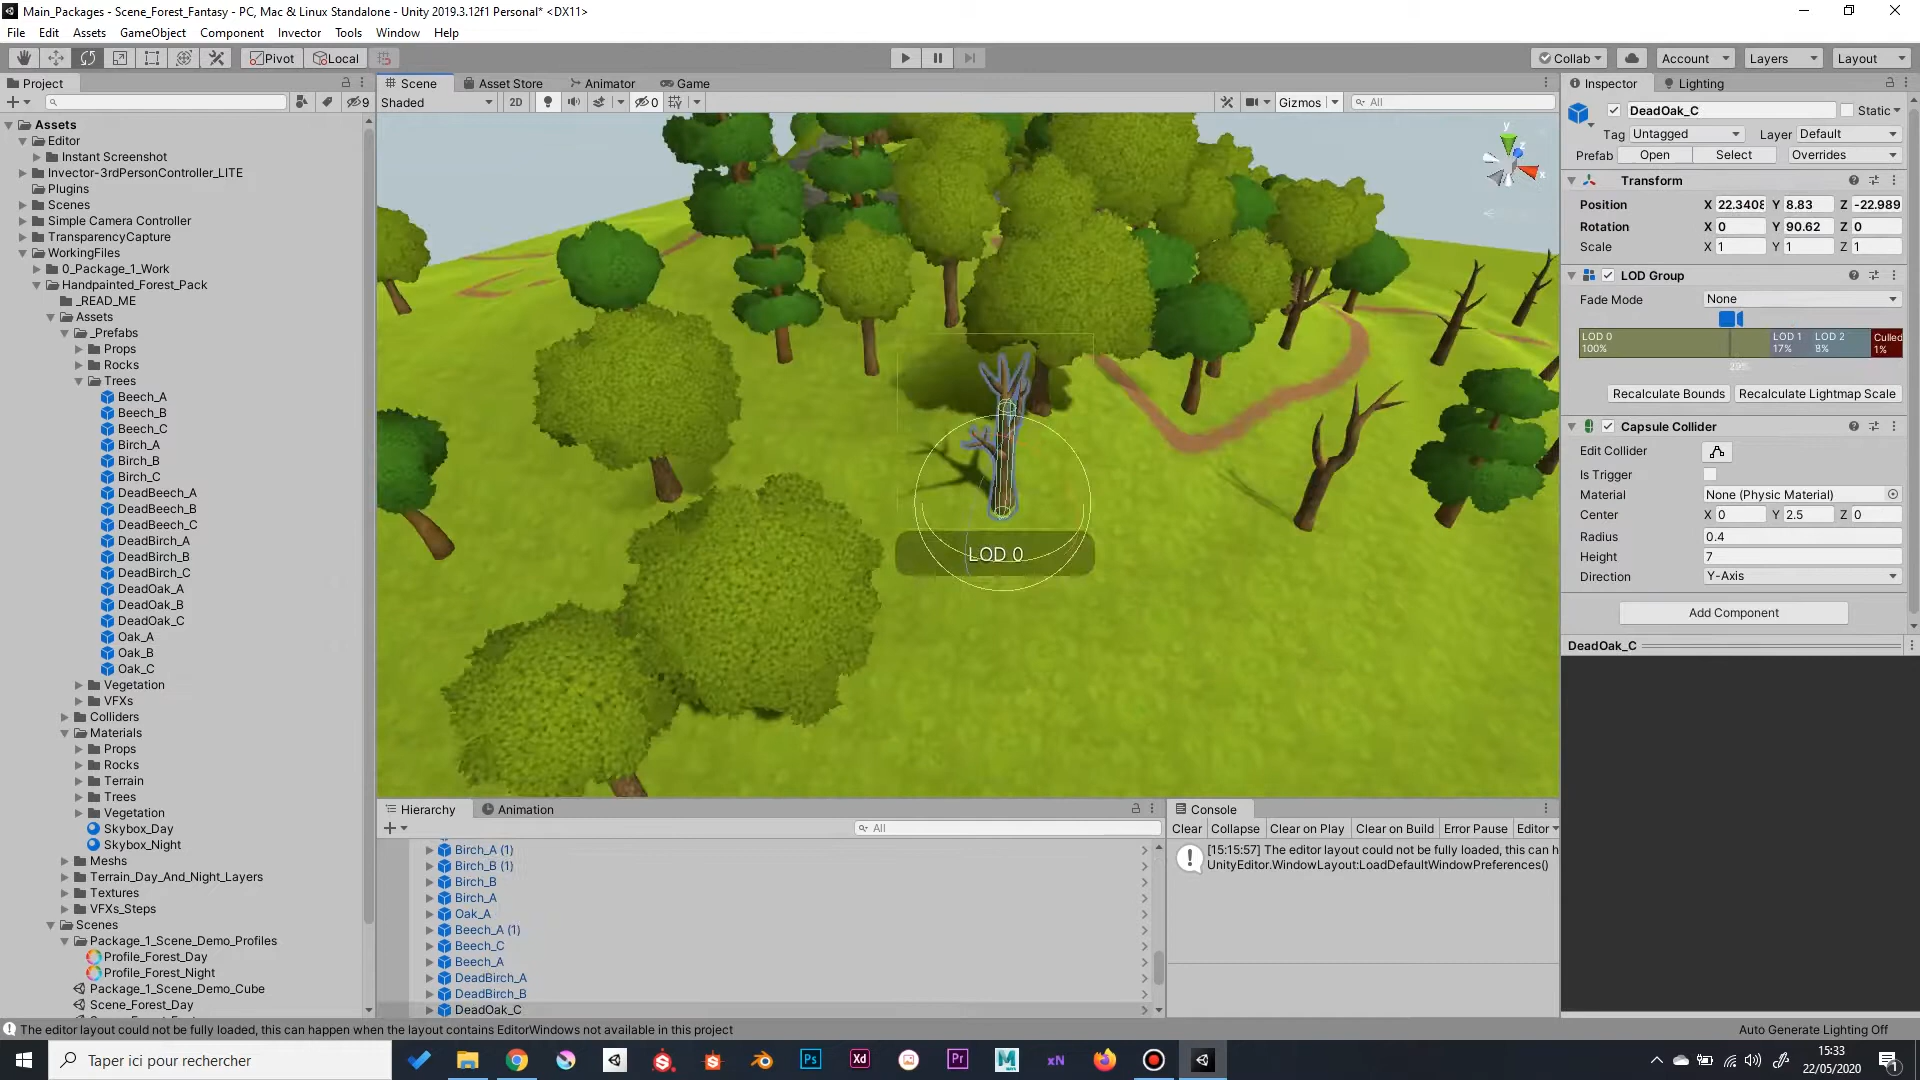 Main_Packages - Scene_Forest_Fantasy - PC, Mac & Linux Standalone - Unity 2019.3.12f1 Personal* <DX11>
File Edit Assets GameObject Component Invector Tools Window Help
Pivot Local Collab Account Layers Layout
Project
9
Assets
Editor
Instant Screenshot
Invector-3rdPersonController_LITE
Plugins
Scenes
Simple Camera Controller
TransparencyCapture
WorkingFiles
0_Package_1_Work
Handpainted_Forest_Pack
_READ_ME
Assets
_Prefabs
Props
Rocks
Trees
Beech_A
Beech_B
Beech_C
Birch_A
Birch_B
Birch_C
DeadBeech_A
DeadBeech_B
DeadBeech_C
DeadBirch_A
DeadBirch_B
DeadBirch_C
DeadOak_A
DeadOak_B
DeadOak_C
Oak_A
Oak_B
Oak_C
Vegetation
VFXs
Colliders
Materials
Props
Rocks
Terrain
Trees
Vegetation
Skybox_Day
Skybox_Night
Meshs
Terrain_Day_And_Night_Layers
Textures
VFXs_Steps
Scenes
Package_1_Scene_Demo_Profiles
Profile_Forest_Day
Profile_Forest_Night
Package_1_Scene_Demo_Cube
Scene_Forest_Day
Scene Asset Store Animator Game
Shaded 2D 0 Gizmos All
y
z
x
LOD 0
Hierarchy Animation
All
Birch_A (1)
Birch_B (1)
Birch_B
Birch_A
Oak_A
Beech_A (1)
Beech_C
Beech_A
DeadBirch_A
DeadBirch_B
DeadOak_C
Console
Clear Collapse Clear on Play Clear on Build Error Pause Editor
[15:15:57] The editor layout could not be fully loaded, this can h
UnityEditor.WindowLayout:LoadDefaultWindowPreferences()
Inspector Lighting
DeadOak_C Static
Tag Untagged Layer Default
Prefab Open Select Overrides
Transform
Position X 22.3408 Y 8.83 Z -22.989
Rotation X 0 Y 90.62 Z 0
Scale X 1 Y 1 Z 1
LOD Group
Fade Mode None
LOD 0 LOD 1 LOD 2 Culled
100% 17% 8% 1%
29%
Recalculate Bounds Recalculate Lightmap Scale
Capsule Collider
Edit Collider
Is Trigger
Material None (Physic Material)
Center X 0 Y 2.5 Z 0
Radius 0.4
Height 7
Direction Y-Axis
Add Component
DeadOak_C
The editor layout could not be fully loaded, this can happen when the layout contains EditorWindows not available in this project
Auto Generate Lighting Off
Taper ici pour rechercher
Ps Xd Pr M xN
15:33
22/05/2020
1